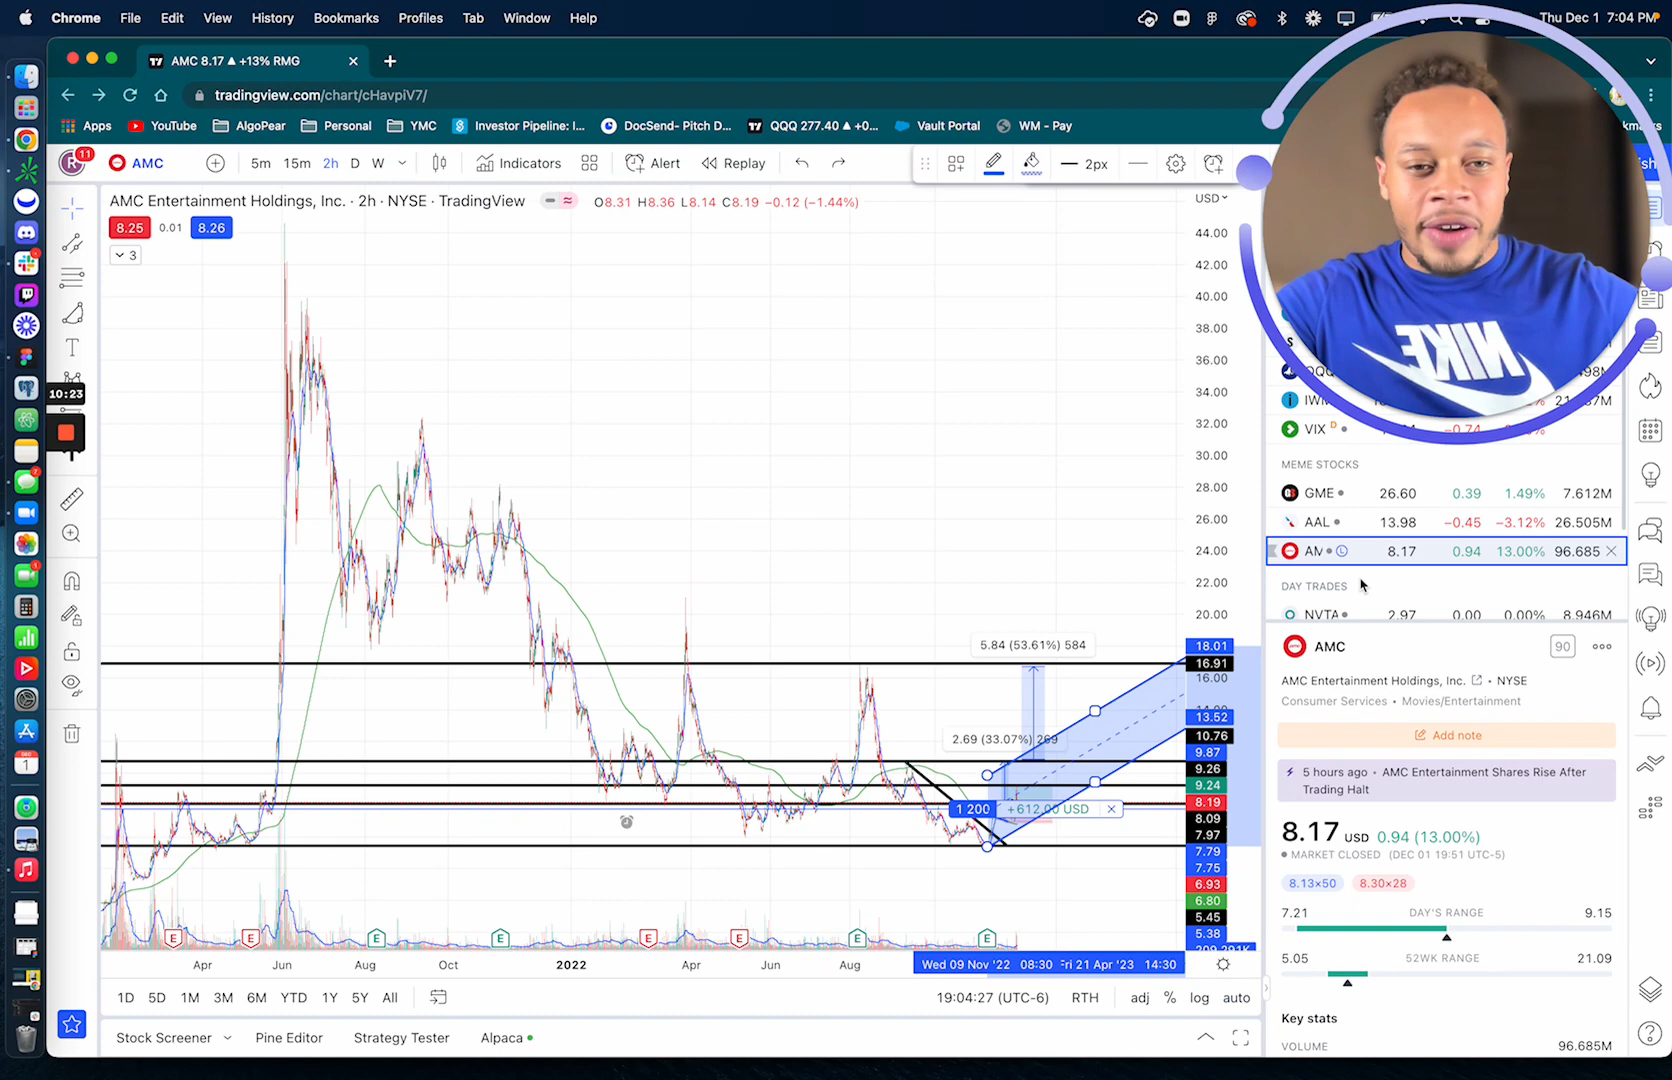 Chrome File Edit View History Bookmarks Profiles Tab Window Help
Thu Dec 1 7:04 PM
AMC 8.17 ▲ +13% RMG
tradingview.com/chart/cHavpiV7/
Apps YouTube AlgoPear Personal YMC Investor Pipeline: I... DocSend- Pitch D... QQQ 277.40 ▲ +0... Vault Portal WM - Pay
11
AMC 5m 15m 2h D W Indicators Alert Replay 2px
AMC Entertainment Holdings, Inc. · 2h · NYSE · TradingView
O8.31 H8.36 L8.14 C8.19 −0.12 (−1.44%)
USD
8.25 0.01 8.26
3
44.00
42.00
40.00
38.00
36.00
34.00
32.00
30.00
28.00
26.00
24.00
22.00
20.00
18.01
16.91
16.00
14.00
13.52
10.76
9.87
9.26
9.24
8.19
8.09
7.97
7.79
7.75
6.93
6.80
5.45
5.38
209.291K
10:23
5.84 (53.61%) 584
2.69 (33.07%) 269
1 200 +612.00 USD
E E E E E E E E
Apr Jun Aug Oct 2022 Apr Jun Aug
Wed 09 Nov '22 08:30 Fri 21 Apr '23 14:30
1D 5D 1M 3M 6M YTD 1Y 5Y All
19:04:27 (UTC-6) RTH adj % log auto
Stock Screener Pine Editor Strategy Tester Alpaca
NIKE
VIX D −0.74
MEME STOCKS
GME 26.60 0.39 1.49% 7.612M
AAL 13.98 −0.45 −3.12% 26.505M
L 8.17 0.94 13.00% 96.685
DAY TRADES
NVTA 2.97 0.00 0.00% 8.946M
AMC
90
AMC Entertainment Holdings, Inc. • NYSE
Consumer Services • Movies/Entertainment
Add note
5 hours ago • AMC Entertainment Shares Rise After
Trading Halt
8.17 USD 0.94 (13.00%)
MARKET CLOSED (DEC 01 19:51 UTC-5)
8.13×50 8.30×28
7.21 DAY'S RANGE 9.15
5.05 52WK RANGE 21.09
Key stats
VOLUME 96.685M